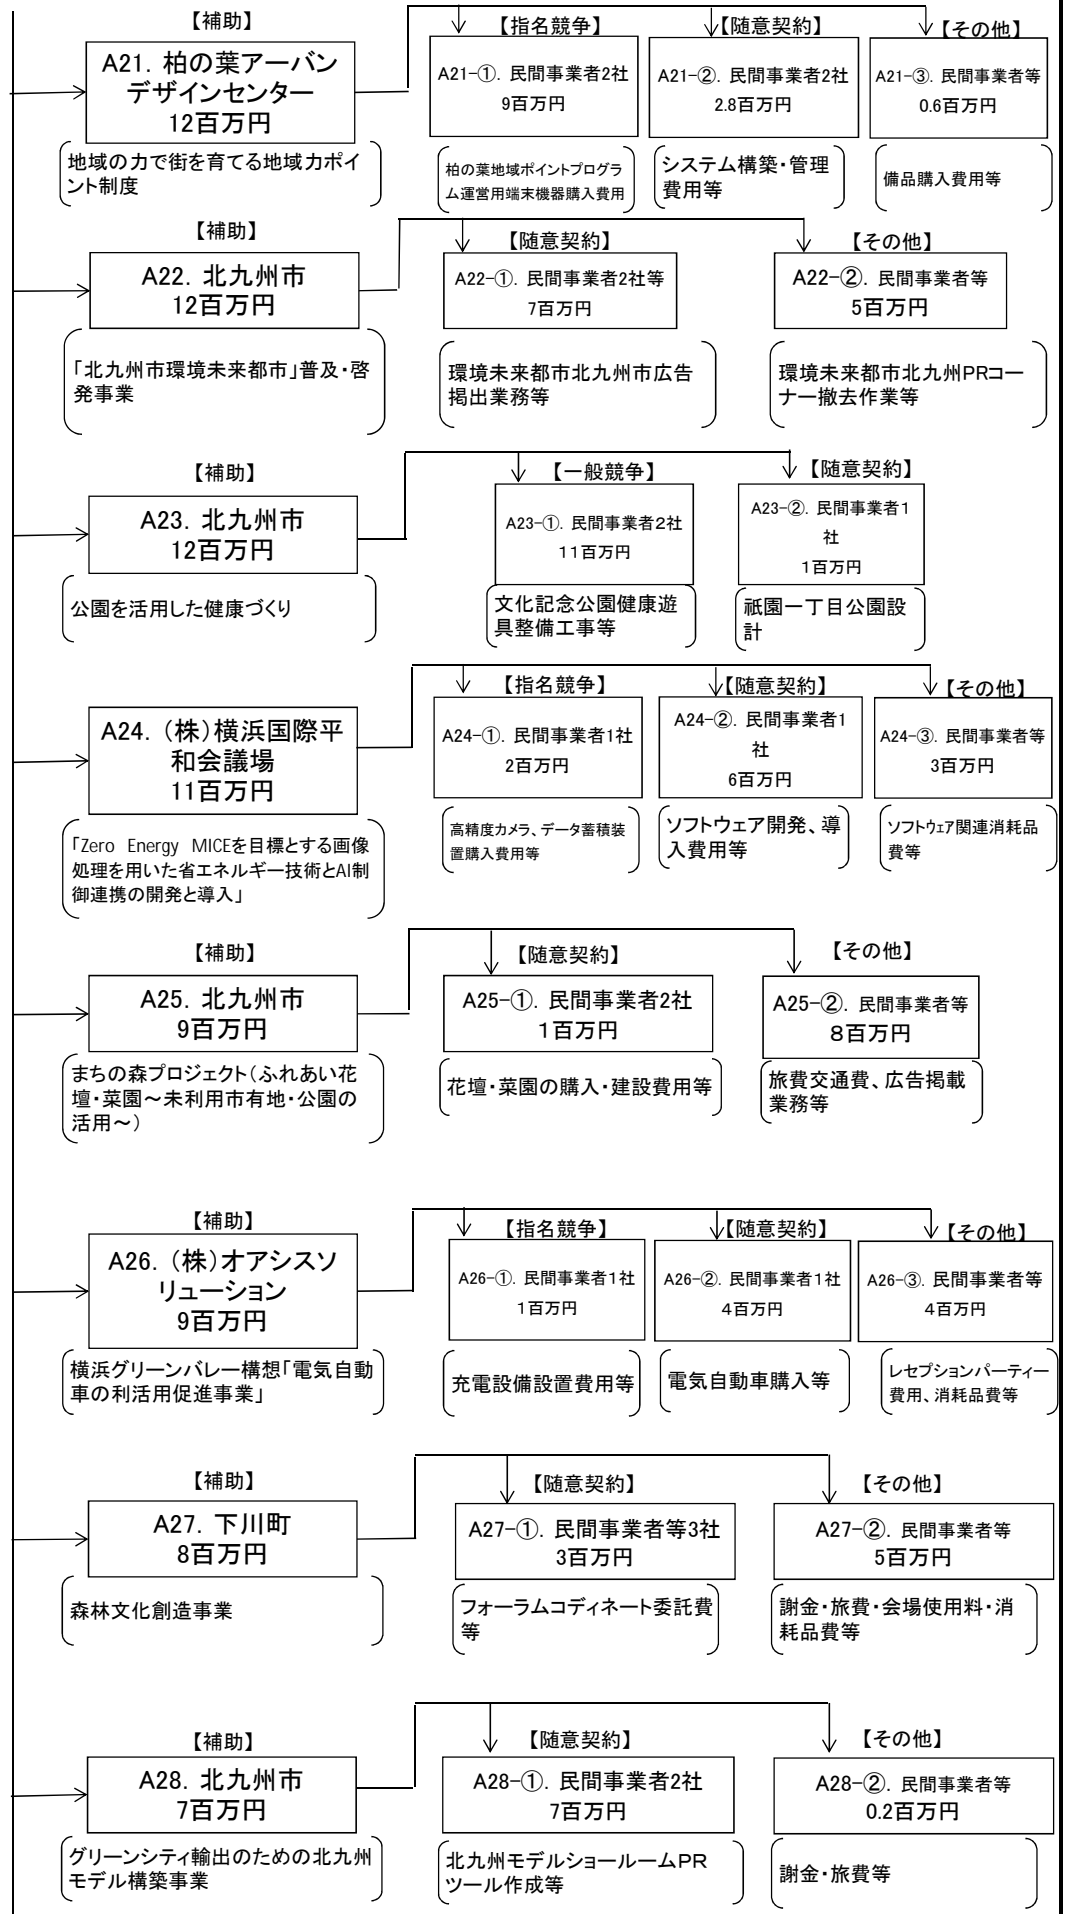 【補助】
A21．柏の葉アーバン
デザインセンター
12百万円
地域の力で街を育てる地域力ポイ
ント制度
【指名競争】
A21-①．民間事業者2社
9百万円
柏の葉地域ポイントプログラ
ム運営用端末機器購入費用
【随意契約】
A21-②．民間事業者2社
2.8百万円
システム構築・管理
費用等
【その他】
A21-③．民間事業者等
0.6百万円
備品購入費用等
【補助】
A22．北九州市
12百万円
「北九州市環境未来都市」普及・啓
発事業
【随意契約】
A22-①．民間事業者2社等
7百万円
環境未来都市北九州市広告
掲出業務等
【その他】
A22-②．民間事業者等
5百万円
環境未来都市北九州PRコー
ナー撤去作業等
【補助】
A23．北九州市
12百万円
公園を活用した健康づくり
【一般競争】
A23-①．民間事業者２社
11百万円
文化記念公園健康遊
具整備工事等
【随意契約】
A23-②．民間事業者１
社
１百万円
祇園一丁目公園設
計
【補助】
A24．（株）横浜国際平
和会議場
11百万円
「Zero Energy MICEを目標とする画像
処理を用いた省エネルギー技術とAI制
御連携の開発と導入」
【指名競争】
A24-①．民間事業者1社
2百万円
高精度カメラ、データ蓄積装
置購入費用等
【随意契約】
A24-②．民間事業者1
社
6百万円
ソフトウェア開発、導
入費用等
【その他】
A24-③．民間事業者等
3百万円
ソフトウェア関連消耗品
費等
【補助】
A25．北九州市
9百万円
まちの森プロジェクト（ふれあい花
壇・菜園～未利用市有地・公園の
活用～）
【随意契約】
A25-①．民間事業者2社
１百万円
花壇・菜園の購入・建設費用等
【その他】
A25-②．民間事業者等
８百万円
旅費交通費、広告掲載
業務等
【補助】
A26．（株）オアシスソ
リューション
9百万円
横浜グリーンバレー構想「電気自動
車の利活用促進事業」
【指名競争】
A26-①．民間事業者１社
１百万円
充電設備設置費用等
【随意契約】
A26-②．民間事業者１社
４百万円
電気自動車購入等
【その他】
A26-③．民間事業者等
４百万円
レセプションパーティー
費用、消耗品費等
【補助】
A27．下川町
8百万円
森林文化創造事業
【随意契約】
A27-①．民間事業者等3社
3百万円
フォーラムコディネート委託費
等
【その他】
A27-②．民間事業者等
5百万円
謝金・旅費・会場使用料・消
耗品費等
【補助】
A28．北九州市
7百万円
グリーンシティ輸出のための北九州
モデル構築事業
【随意契約】
A28-①．民間事業者2社
7百万円
北九州モデルショールームＰＲ
ツール作成等
【その他】
A28-②．民間事業者等
0.2百万円
謝金・旅費等